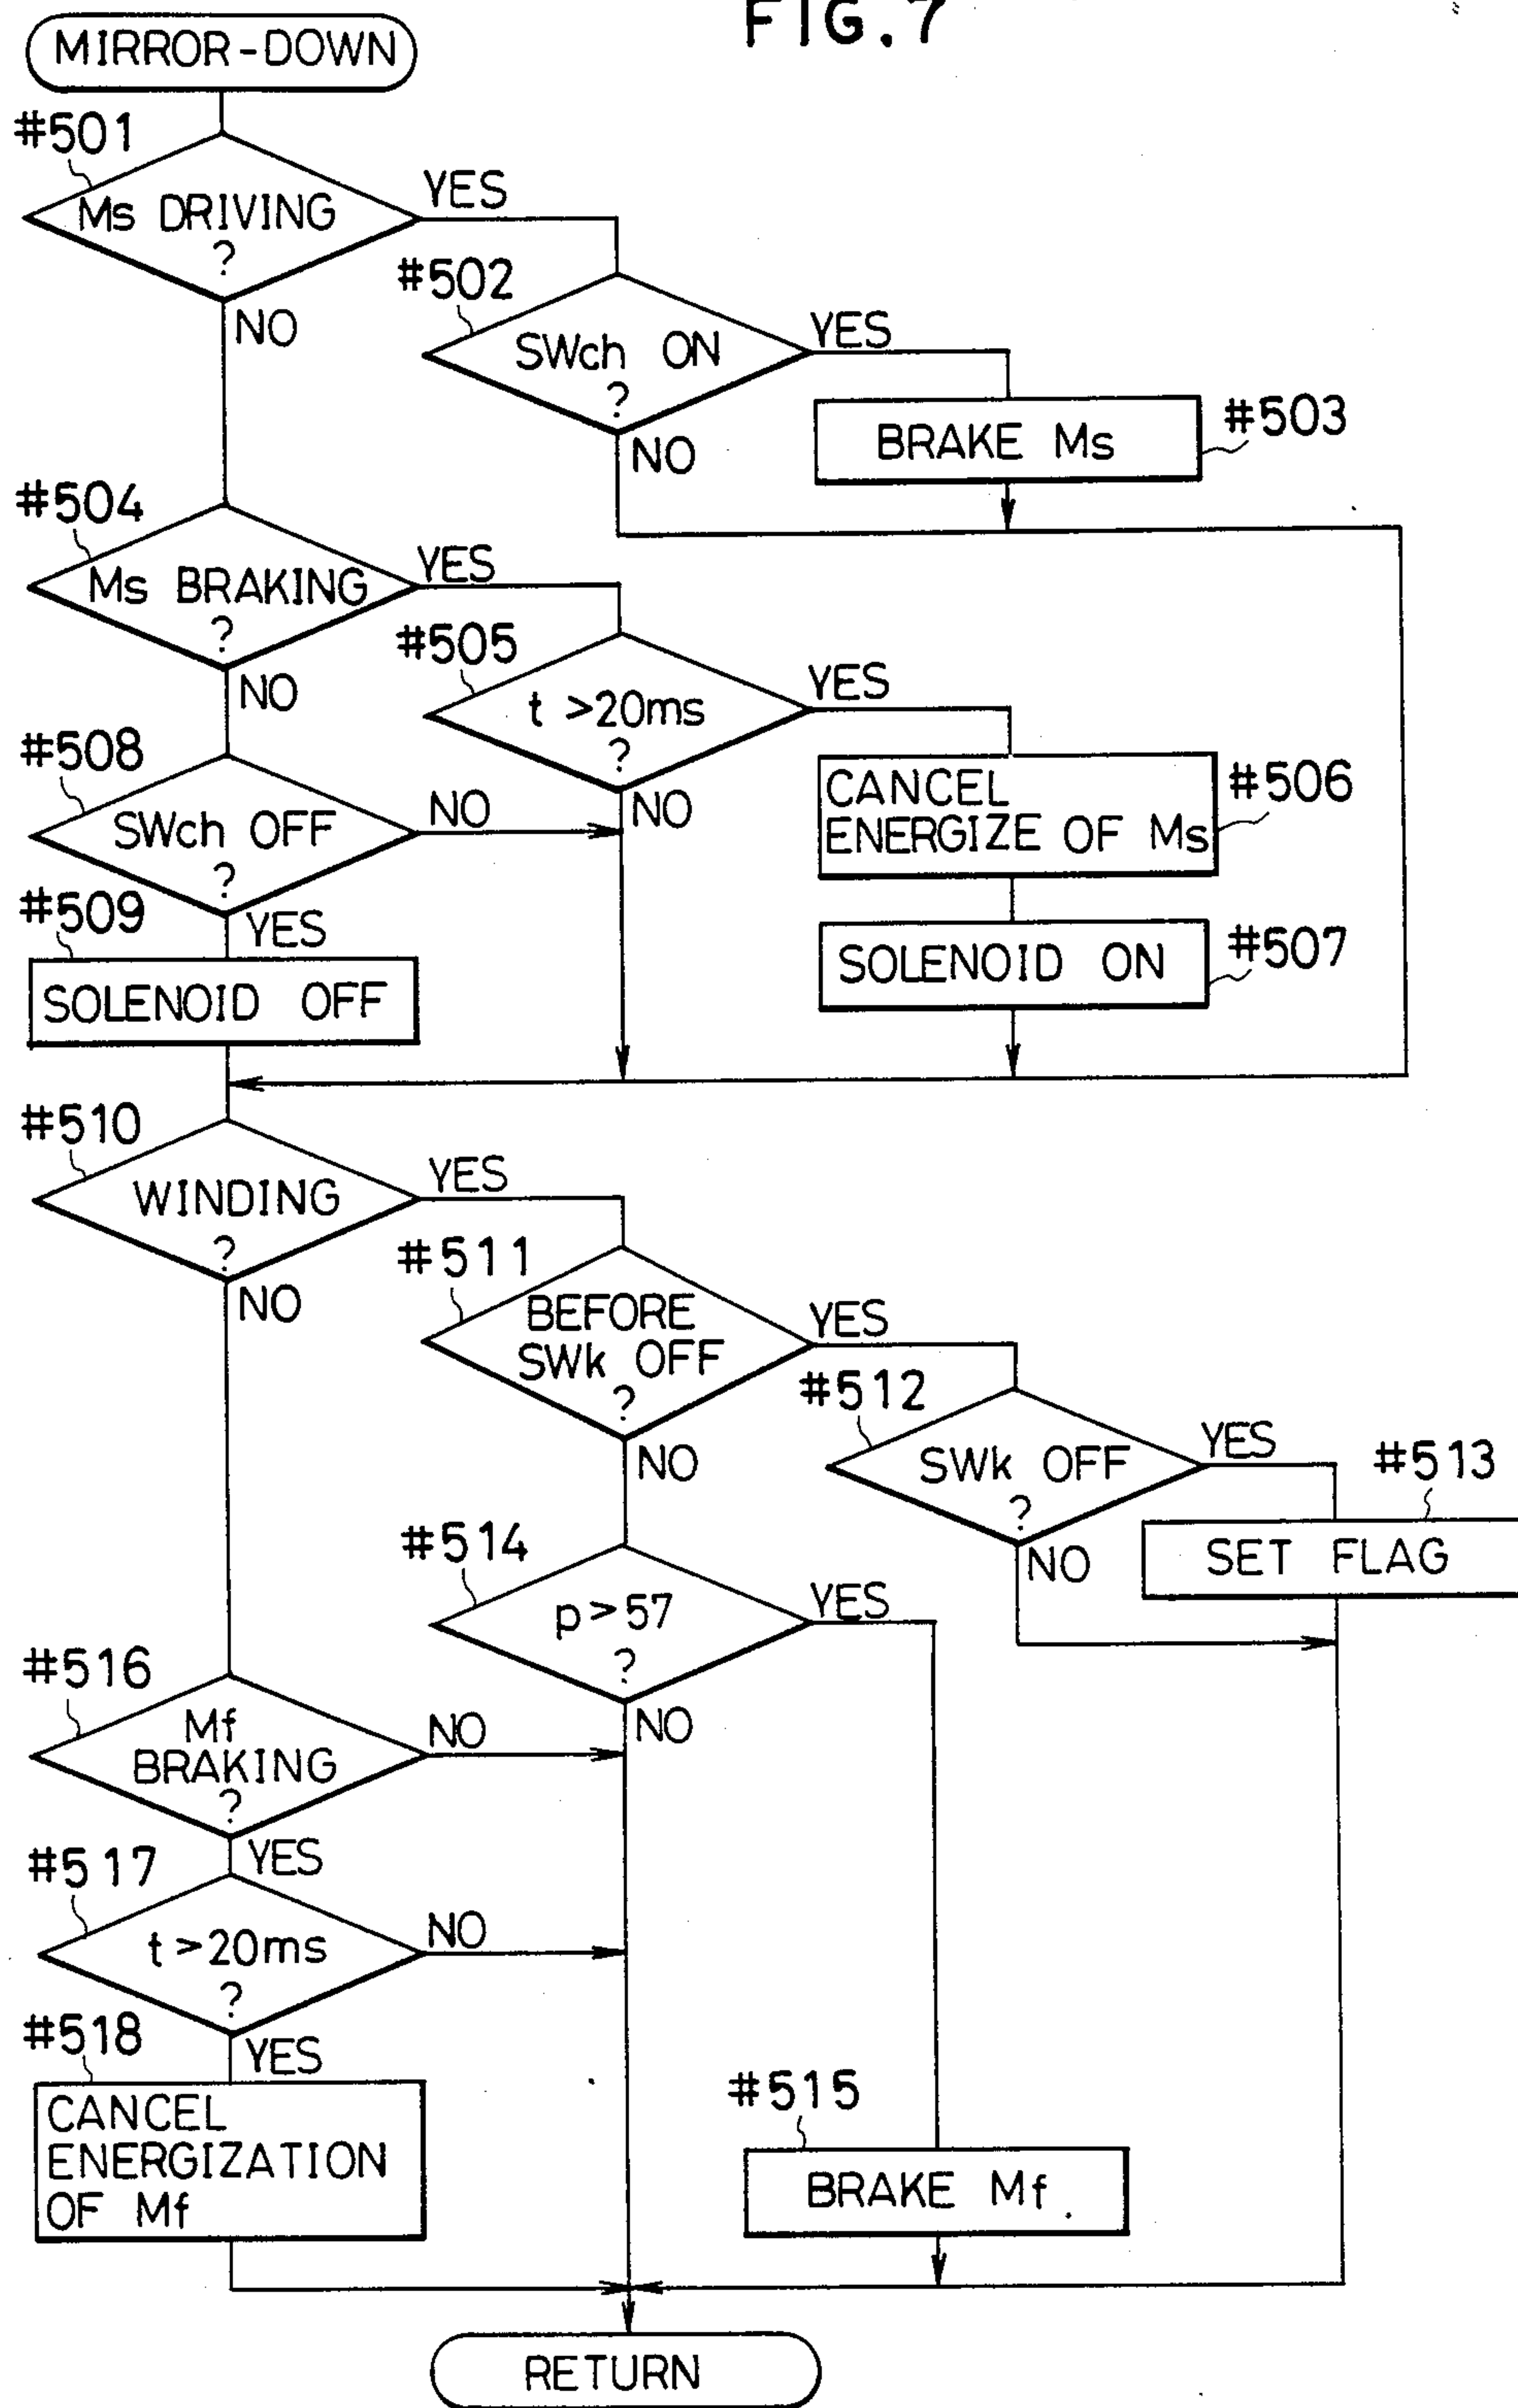 FIG. 7
MIRROR-DOWN
#501
Ms DRIVING
?
YES
NO
#502
SWch ON
?
YES
NO
BRAKE Ms
#503
#504
Ms BRAKING
?
YES
NO
#505
t >20ms
?
YES
NO
CANCEL
ENERGIZE OF Ms
#506
SOLENOID ON
#507
#508
SWch OFF
?
NO
YES
#509
SOLENOID OFF
#510
WINDING
?
YES
NO
#511
BEFORE
SWk OFF
?
YES
NO
#512
SWk OFF
?
YES
NO
#513
SET FLAG
#514
p>57
?
YES
NO
#515
BRAKE Mf
#516
Mf
BRAKING
?
NO
YES
#517
t>20ms
?
NO
YES
#518
CANCEL
ENERGIZATION
OF Mf
RETURN